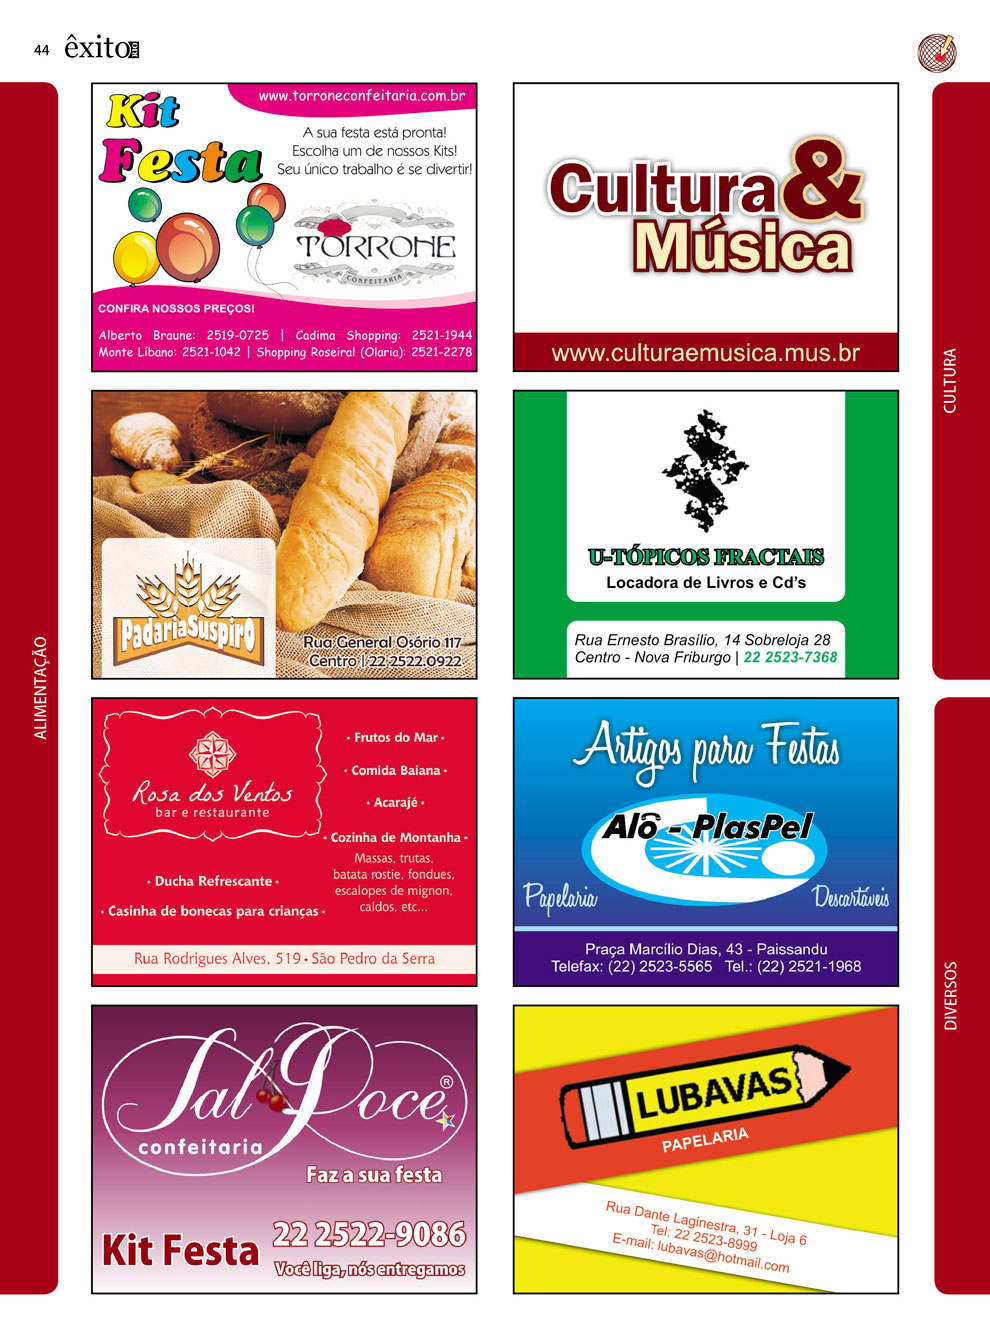 44 êxito RIO
ALIMENTAÇÃO
Kit
Festa
www.torroneconfeitaria.com.br
A sua festa está pronta!
Escolha um de nossos Kits!
Seu único trabalho é se divertir!
TORRONE
CONFEITARIA
CONFIRA NOSSOS PREÇOS!
Alberto Braune: 2519-0725 | Cadima Shopping: 2521-1944
Monte Líbano: 2521-1042 | Shopping Roseiral (Olaria): 2521-2278
PadariaSuspiro
Rua General Osório 117
Centro | 22 2522.0922
Rosa dos Ventos
bar e restaurante
• Frutos do Mar •
• Comida Baiana •
• Acarajé •
• Cozinha de Montanha •
Massas, trutas,
batata rostie, fondues,
escalopes de mignon,
caldos, etc...
• Ducha Refrescante •
• Casinha de bonecas para crianças •
Rua Rodrigues Alves, 519 • São Pedro da Serra
Sal Doce ®
confeitaria
Faz a sua festa
Kit Festa
22 2522-9086
Você liga, nós entregamos
CULTURA
Cultura &
Música
www.culturaemusica.mus.br
U-TÓPICOS FRACTAIS
Locadora de Livros e Cd's
Rua Ernesto Brasílio, 14 Sobreloja 28
Centro - Nova Friburgo | 22 2523-7368
DIVERSOS
Artigos para Festas
Alô - PlasPel
Papelaria
Descartáveis
Praça Marcílio Dias, 43 - Paissandu
Telefax: (22) 2523-5565 Tel.: (22) 2521-1968
LUBAVAS
PAPELARIA
Rua Dante Laginestra, 31 - Loja 6
Tel: 22 2523-8999
E-mail: lubavas@hotmail.com